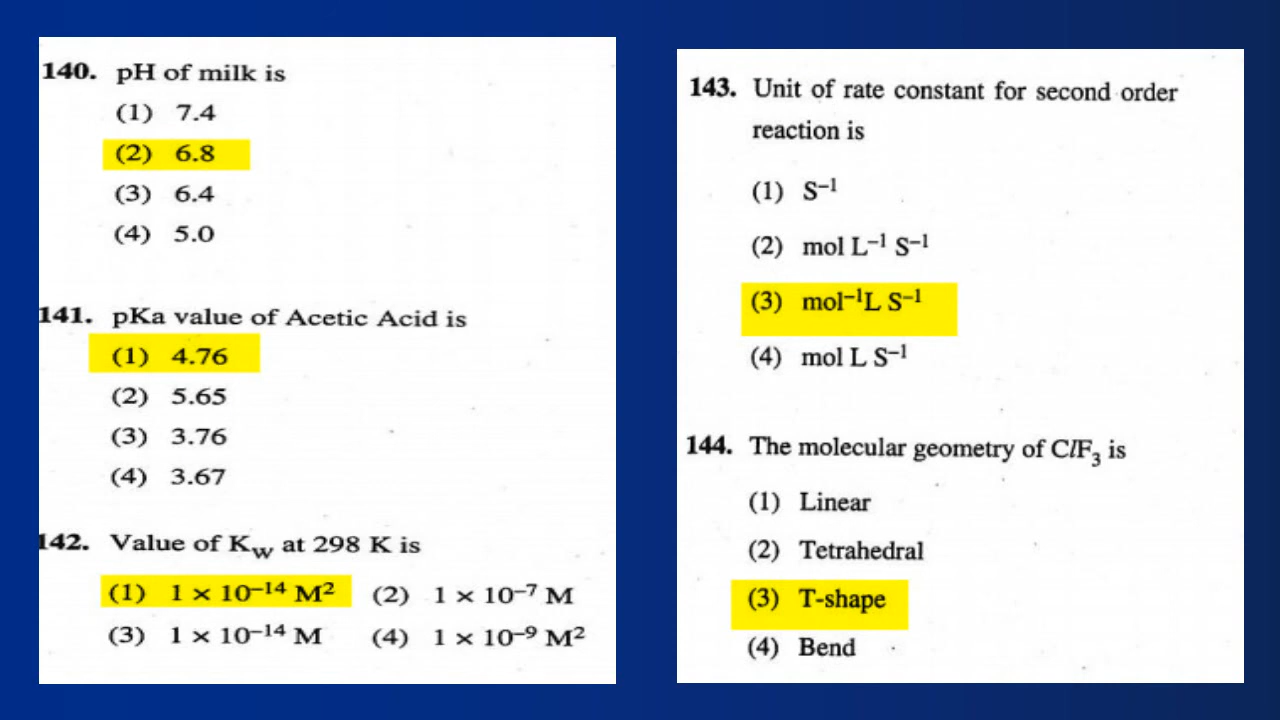 140. pH of milk is
(1) 7.4
(2) 6.8
(3) 6.4
(4) 5.0
141. pKa value of Acetic Acid is
(1) 4.76
(2) 5.65
(3) 3.76
(4) 3.67
142. Value of K_W at 298 K is
(1) 1 × 10⁻¹⁴ M² (2) 1 × 10⁻⁷ M
(3) 1 × 10⁻¹⁴ M (4) 1 × 10⁻⁹ M²
143. Unit of rate constant for second order
reaction is
(1) S⁻¹
(2) mol L⁻¹ S⁻¹
(3) mol⁻¹L S⁻¹
(4) mol L S⁻¹
144. The molecular geometry of ClF₃ is
(1) Linear
(2) Tetrahedral
(3) T-shape
(4) Bend